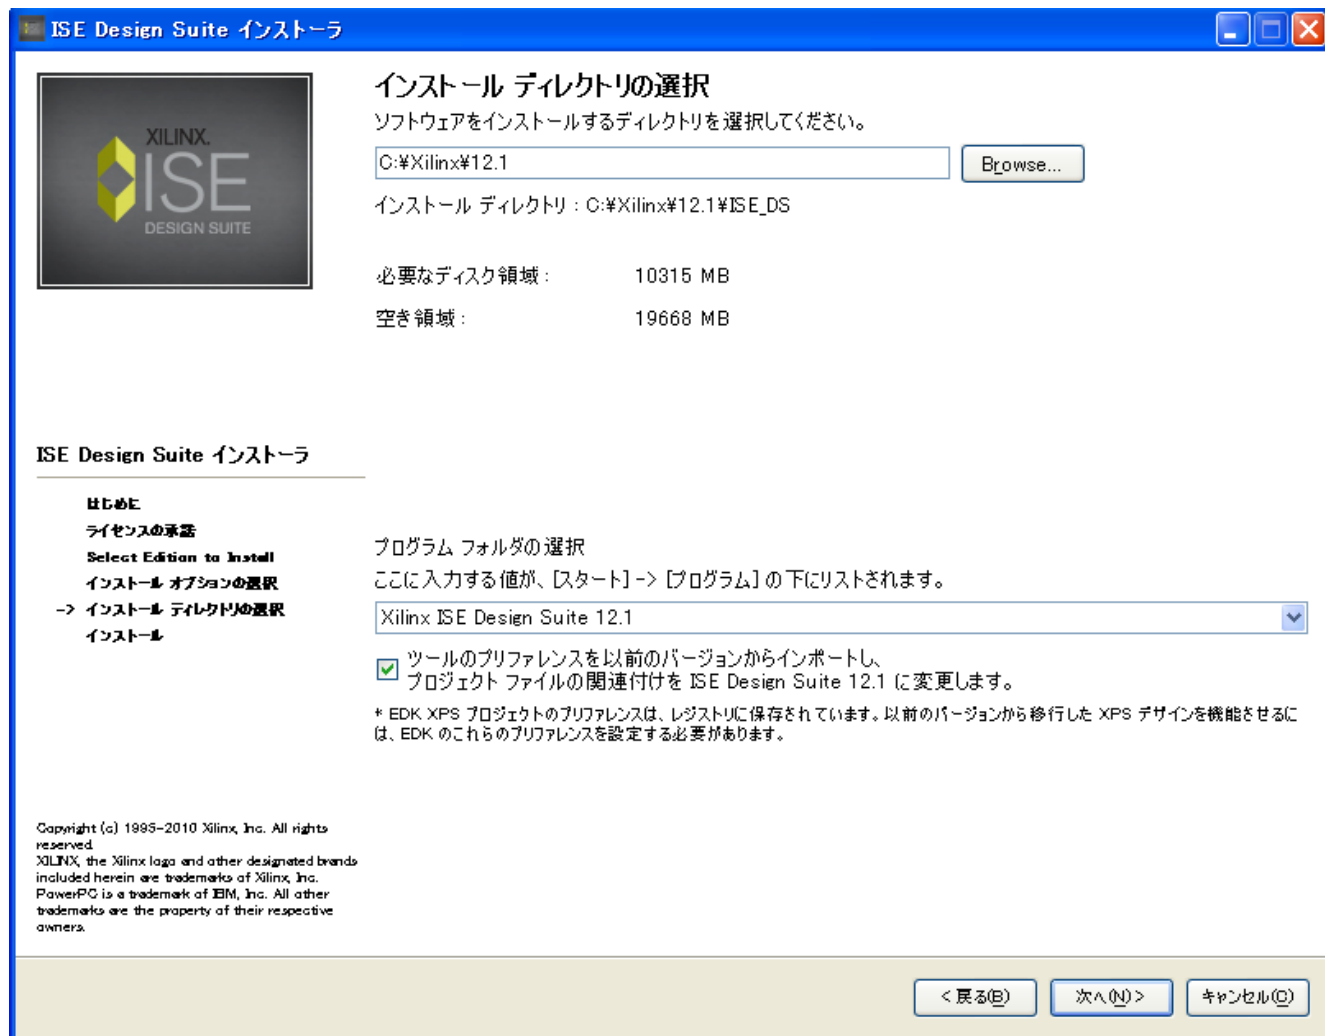 ISE Design Suite インストーラ
XILINX.
ISE
DESIGN SUITE
インストール ディレクトリの選択
ソフトウェアをインストールするディレクトリを選択してください。
C:¥Xilinx¥12.1
Browse...
インストール ディレクトリ : C:¥Xilinx¥12.1¥ISE_DS
必要なディスク領域 : 10315 MB
空き領域 : 19668 MB
ISE Design Suite インストーラ
はじめに
ライセンスの承諾
Select Edition to Install
インストール オプションの選択
-> インストール ディレクトリの選択
インストール
プログラム フォルダの選択
ここに入力する値が、[スタート] -> [プログラム] の下にリストされます。
Xilinx ISE Design Suite 12.1
ツールのプリファレンスを以前のバージョンからインポートし、
プロジェクト ファイルの関連付けを ISE Design Suite 12.1 に変更します。
* EDK XPS プロジェクトのプリファレンスは、レジストリに保存されています。以前のバージョンから移行した XPS デザインを機能させるに
は、EDK のこれらのプリファレンスを設定する必要があります。
Copyright (c) 1995-2010 Xilinx, Inc. All rights
reserved.
XILINX, the Xilinx logo and other designated brands
included herein are trademarks of Xilinx, Inc.
PowerPC is a trademark of IBM, Inc. All other
trademarks are the property of their respective
owners.
< 戻る(B)
次へ(N) >
キャンセル(C)